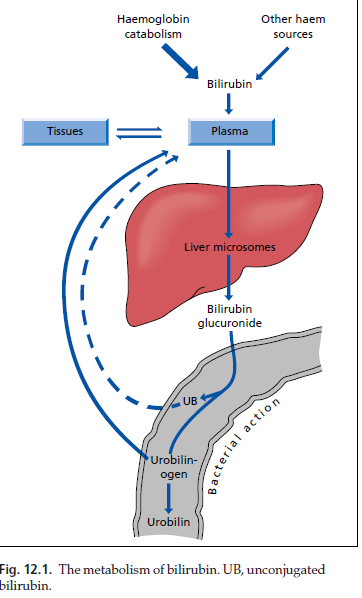 Haemoglobin
catabolism
Other haem
sources
Bilirubin
Tissues
Plasma
Liver microsomes
Bilirubin
glucuronide
UB
Bacterial action
Urobilin-
ogen
Urobilin
Fig. 12.1. The metabolism of bilirubin. UB, unconjugated
bilirubin.